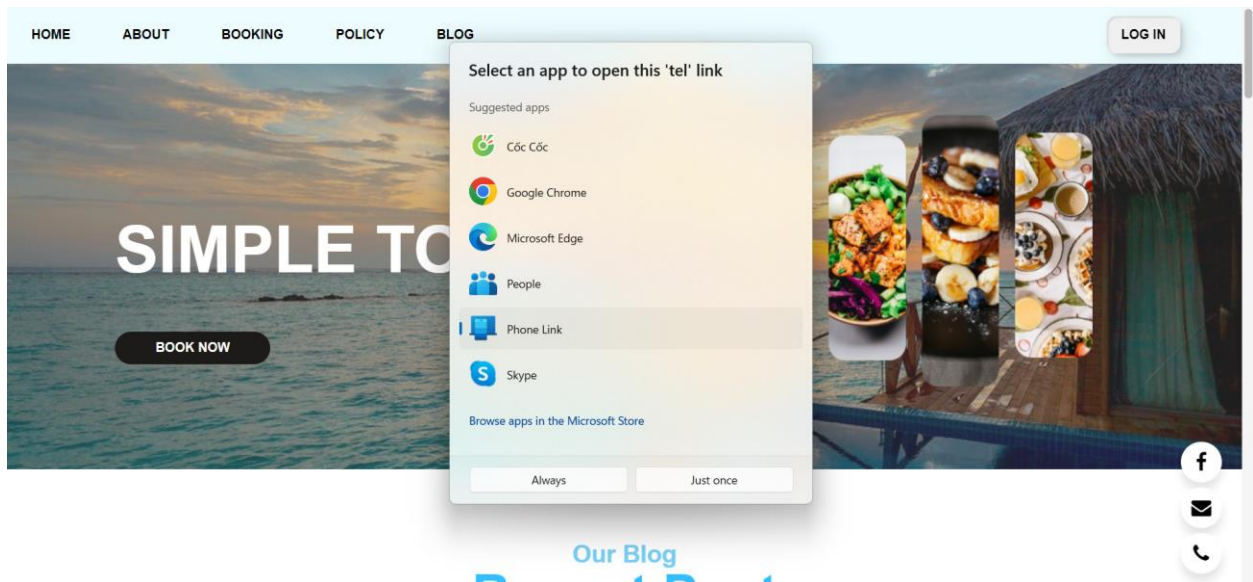 HOME ABOUT BOOKING POLICY BLOG LOG IN
Select an app to open this 'tel' link
Suggested apps
Cốc Cốc
Google Chrome
Microsoft Edge
People
Phone Link
Skype
Browse apps in the Microsoft Store
Always Just once
SIMPLE TO
BOOK NOW
Our Blog